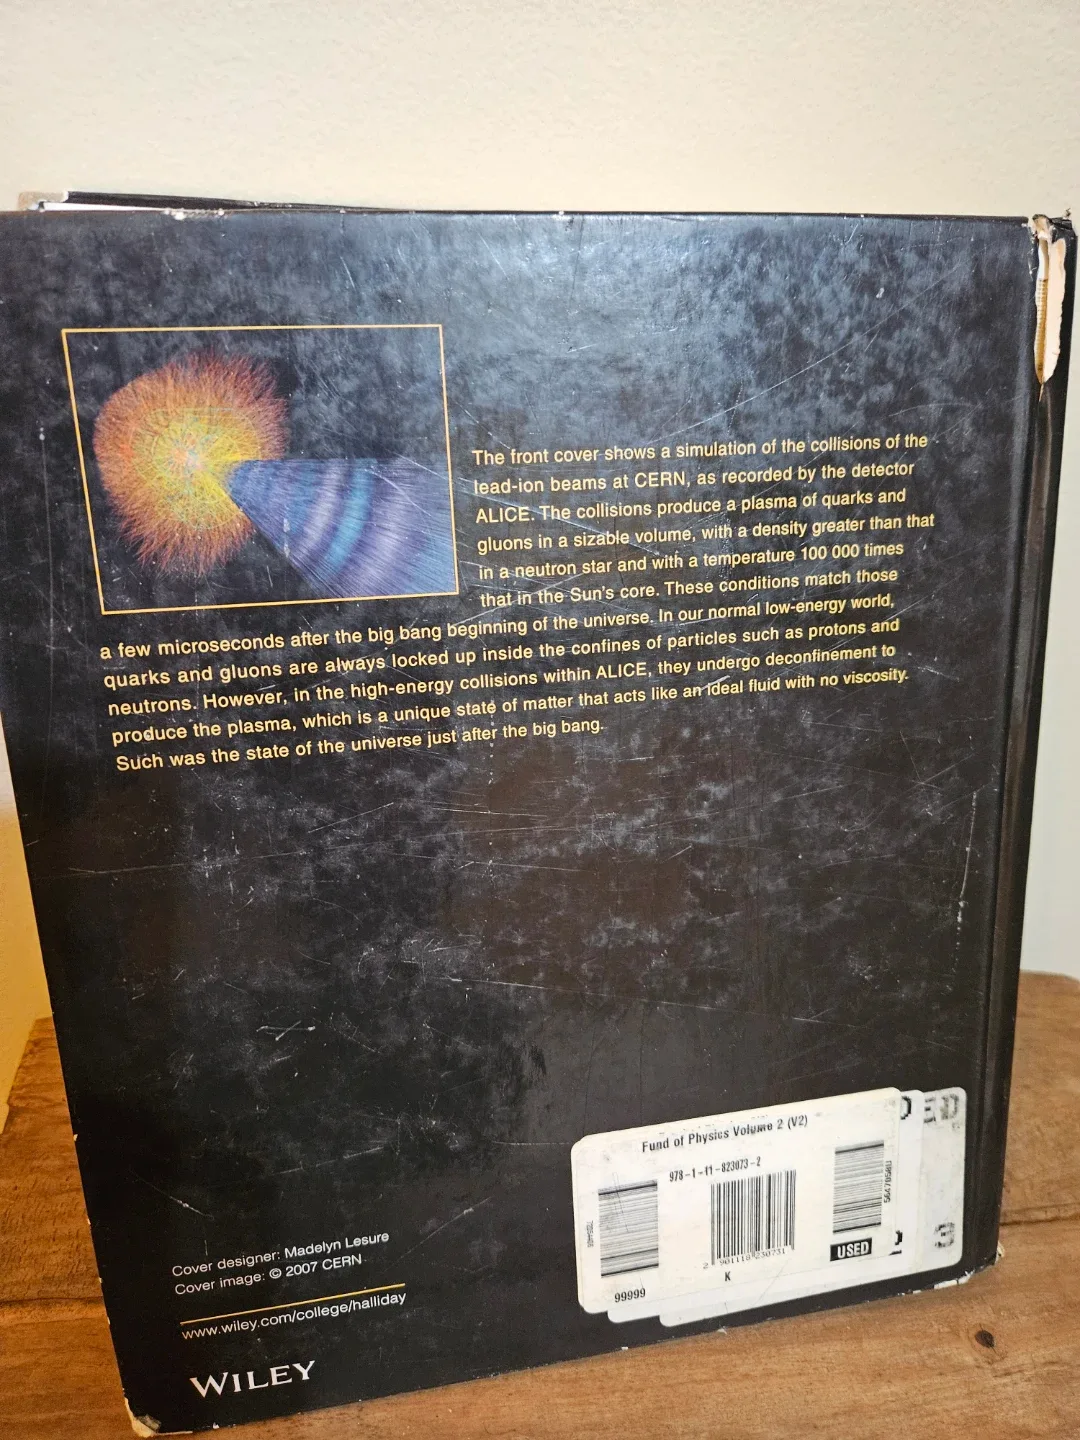 The front cover shows a simulation of the collisions of the
lead-ion beams at CERN, as recorded by the detector
ALICE. The collisions produce a plasma of quarks and
gluons in a sizable volume, with a density greater than that
in a neutron star and with a temperature 100 000 times
that in the Sun's core. These conditions match those
a few microseconds after the big bang beginning of the universe. In our normal low-energy world,
quarks and gluons are always locked up inside the confines of particles such as protons and
neutrons. However, in the high-energy collisions within ALICE, they undergo deconfinement to
produce the plasma, which is a unique state of matter that acts like an ideal fluid with no viscosity.
Such was the state of the universe just after the big bang.
Fund of Physics Volume 2 (V2)
978-1-11-823073-2
2 901118 230731
K
USED
99999
3
Cover designer: Madelyn Lesure
Cover image: © 2007 CERN
www.wiley.com/college/halliday
WILEY